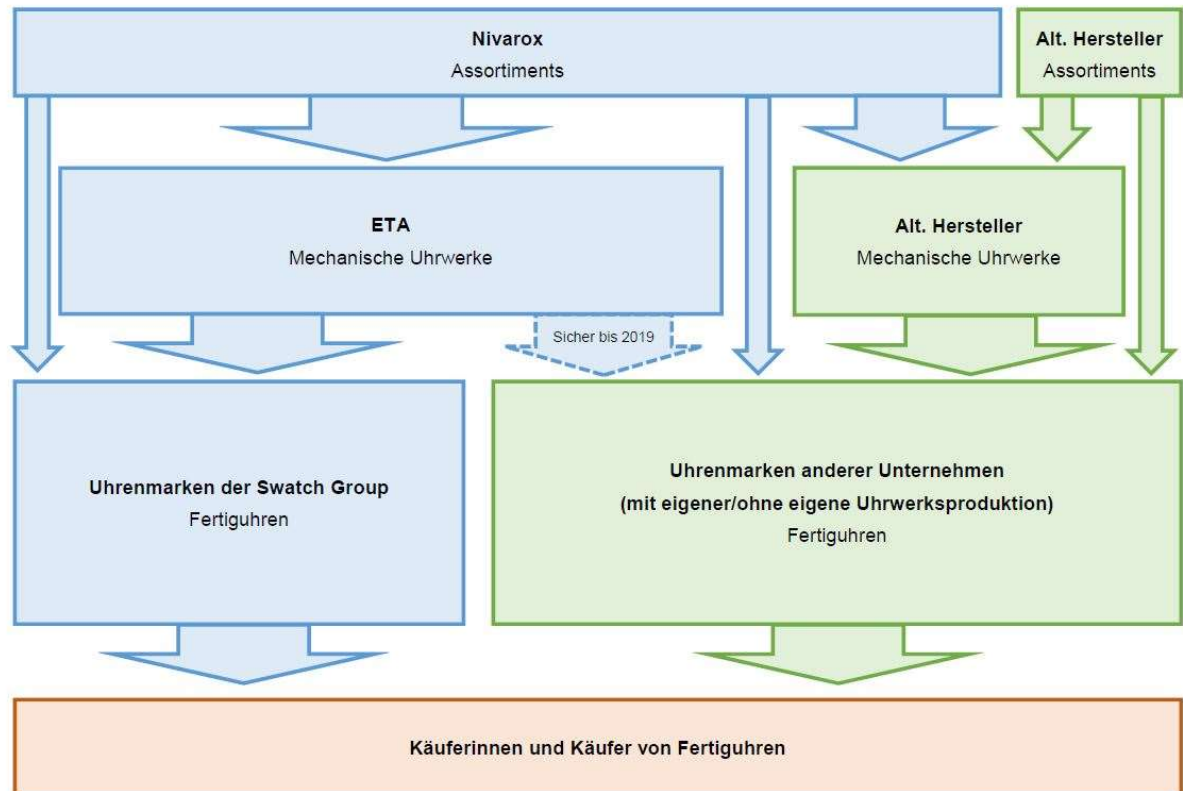 Nivarox
Assortiments
Alt. Hersteller
Assortiments
ETA
Mechanische Uhrwerke
Alt. Hersteller
Mechanische Uhrwerke
Sicher bis 2019
Uhrenmarken der Swatch Group
Fertiguhren
Uhrenmarken anderer Unternehmen
(mit eigener/ohne eigene Uhrwerksproduktion)
Fertiguhren
Käuferinnen und Käufer von Fertiguhren